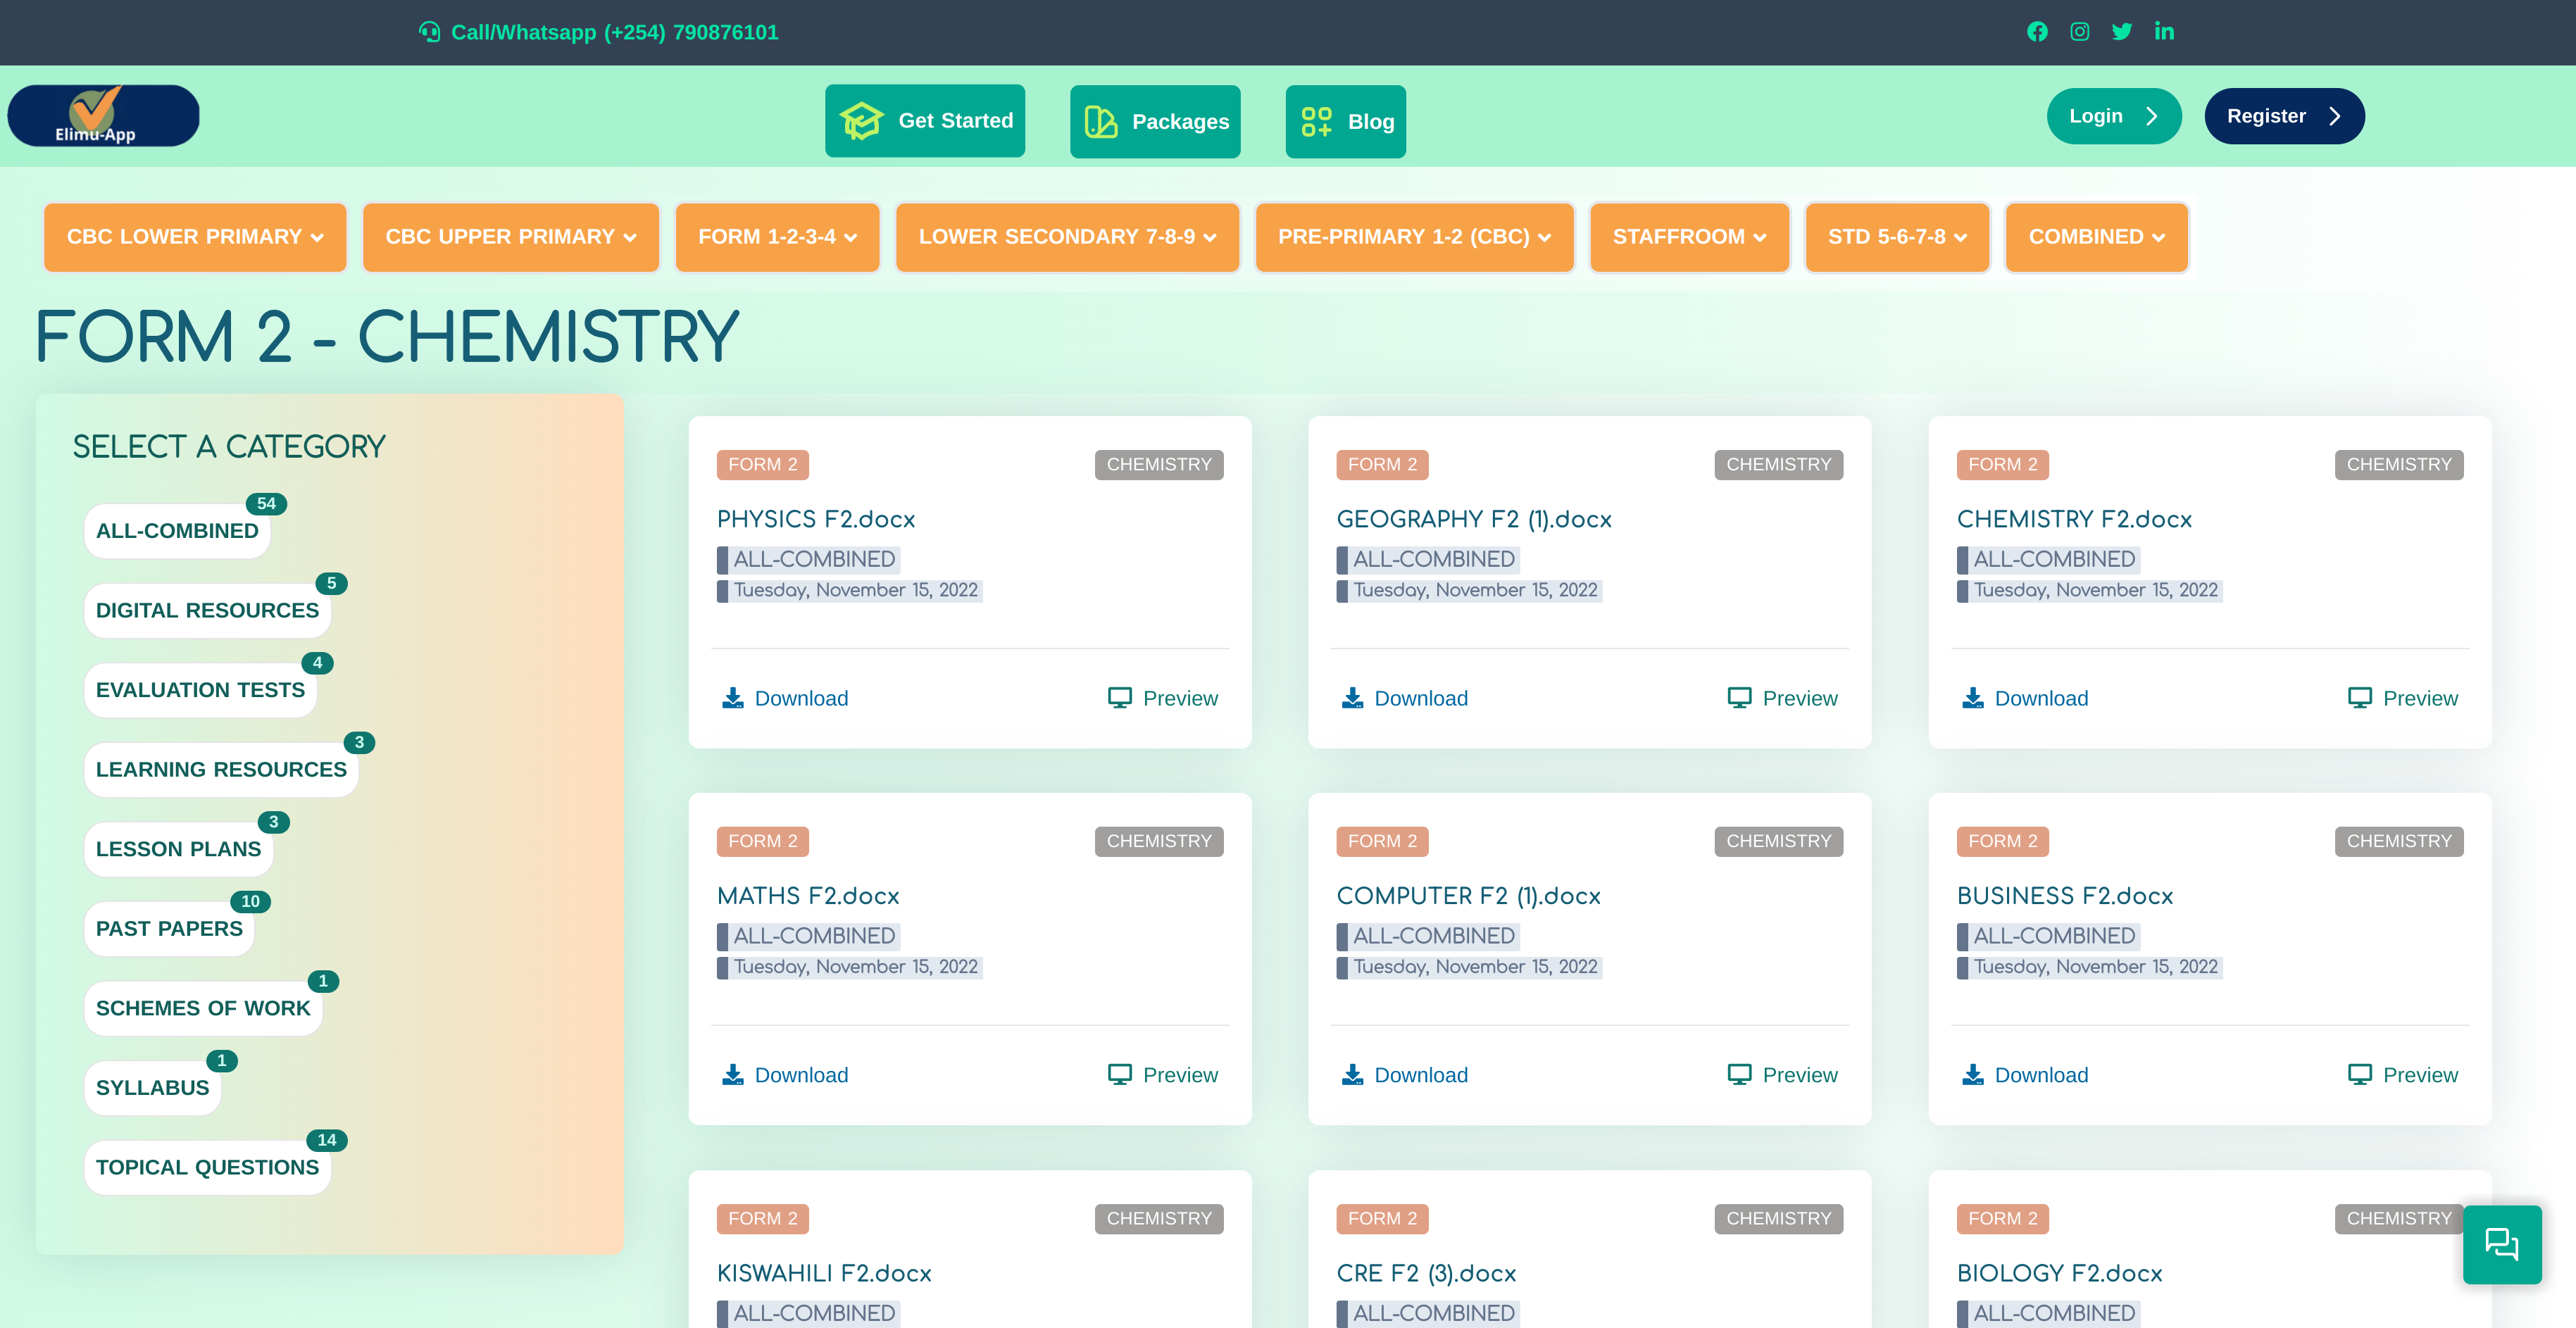 Call/Whatsapp (+254) 790876101
Elimu-App
Get Started
Packages
Blog
Login
Register
CBC LOWER PRIMARY
CBC UPPER PRIMARY
FORM 1-2-3-4
LOWER SECONDARY 7-8-9
PRE-PRIMARY 1-2 (CBC)
STAFFROOM
STD 5-6-7-8
COMBINED
FORM 2 - CHEMISTRY
SELECT A CATEGORY
54
ALL-COMBINED
5
DIGITAL RESOURCES
4
EVALUATION TESTS
3
LEARNING RESOURCES
3
LESSON PLANS
10
PAST PAPERS
1
SCHEMES OF WORK
1
SYLLABUS
14
TOPICAL QUESTIONS
FORM 2
CHEMISTRY
PHYSICS F2.docx
ALL-COMBINED
Tuesday, November 15, 2022
Download
Preview
FORM 2
CHEMISTRY
GEOGRAPHY F2 (1).docx
ALL-COMBINED
Tuesday, November 15, 2022
Download
Preview
FORM 2
CHEMISTRY
CHEMISTRY F2.docx
ALL-COMBINED
Tuesday, November 15, 2022
Download
Preview
FORM 2
CHEMISTRY
MATHS F2.docx
ALL-COMBINED
Tuesday, November 15, 2022
Download
Preview
FORM 2
CHEMISTRY
COMPUTER F2 (1).docx
ALL-COMBINED
Tuesday, November 15, 2022
Download
Preview
FORM 2
CHEMISTRY
BUSINESS F2.docx
ALL-COMBINED
Tuesday, November 15, 2022
Download
Preview
FORM 2
CHEMISTRY
KISWAHILI F2.docx
ALL-COMBINED
FORM 2
CHEMISTRY
CRE F2 (3).docx
ALL-COMBINED
FORM 2
CHEMISTRY
BIOLOGY F2.docx
ALL-COMBINED